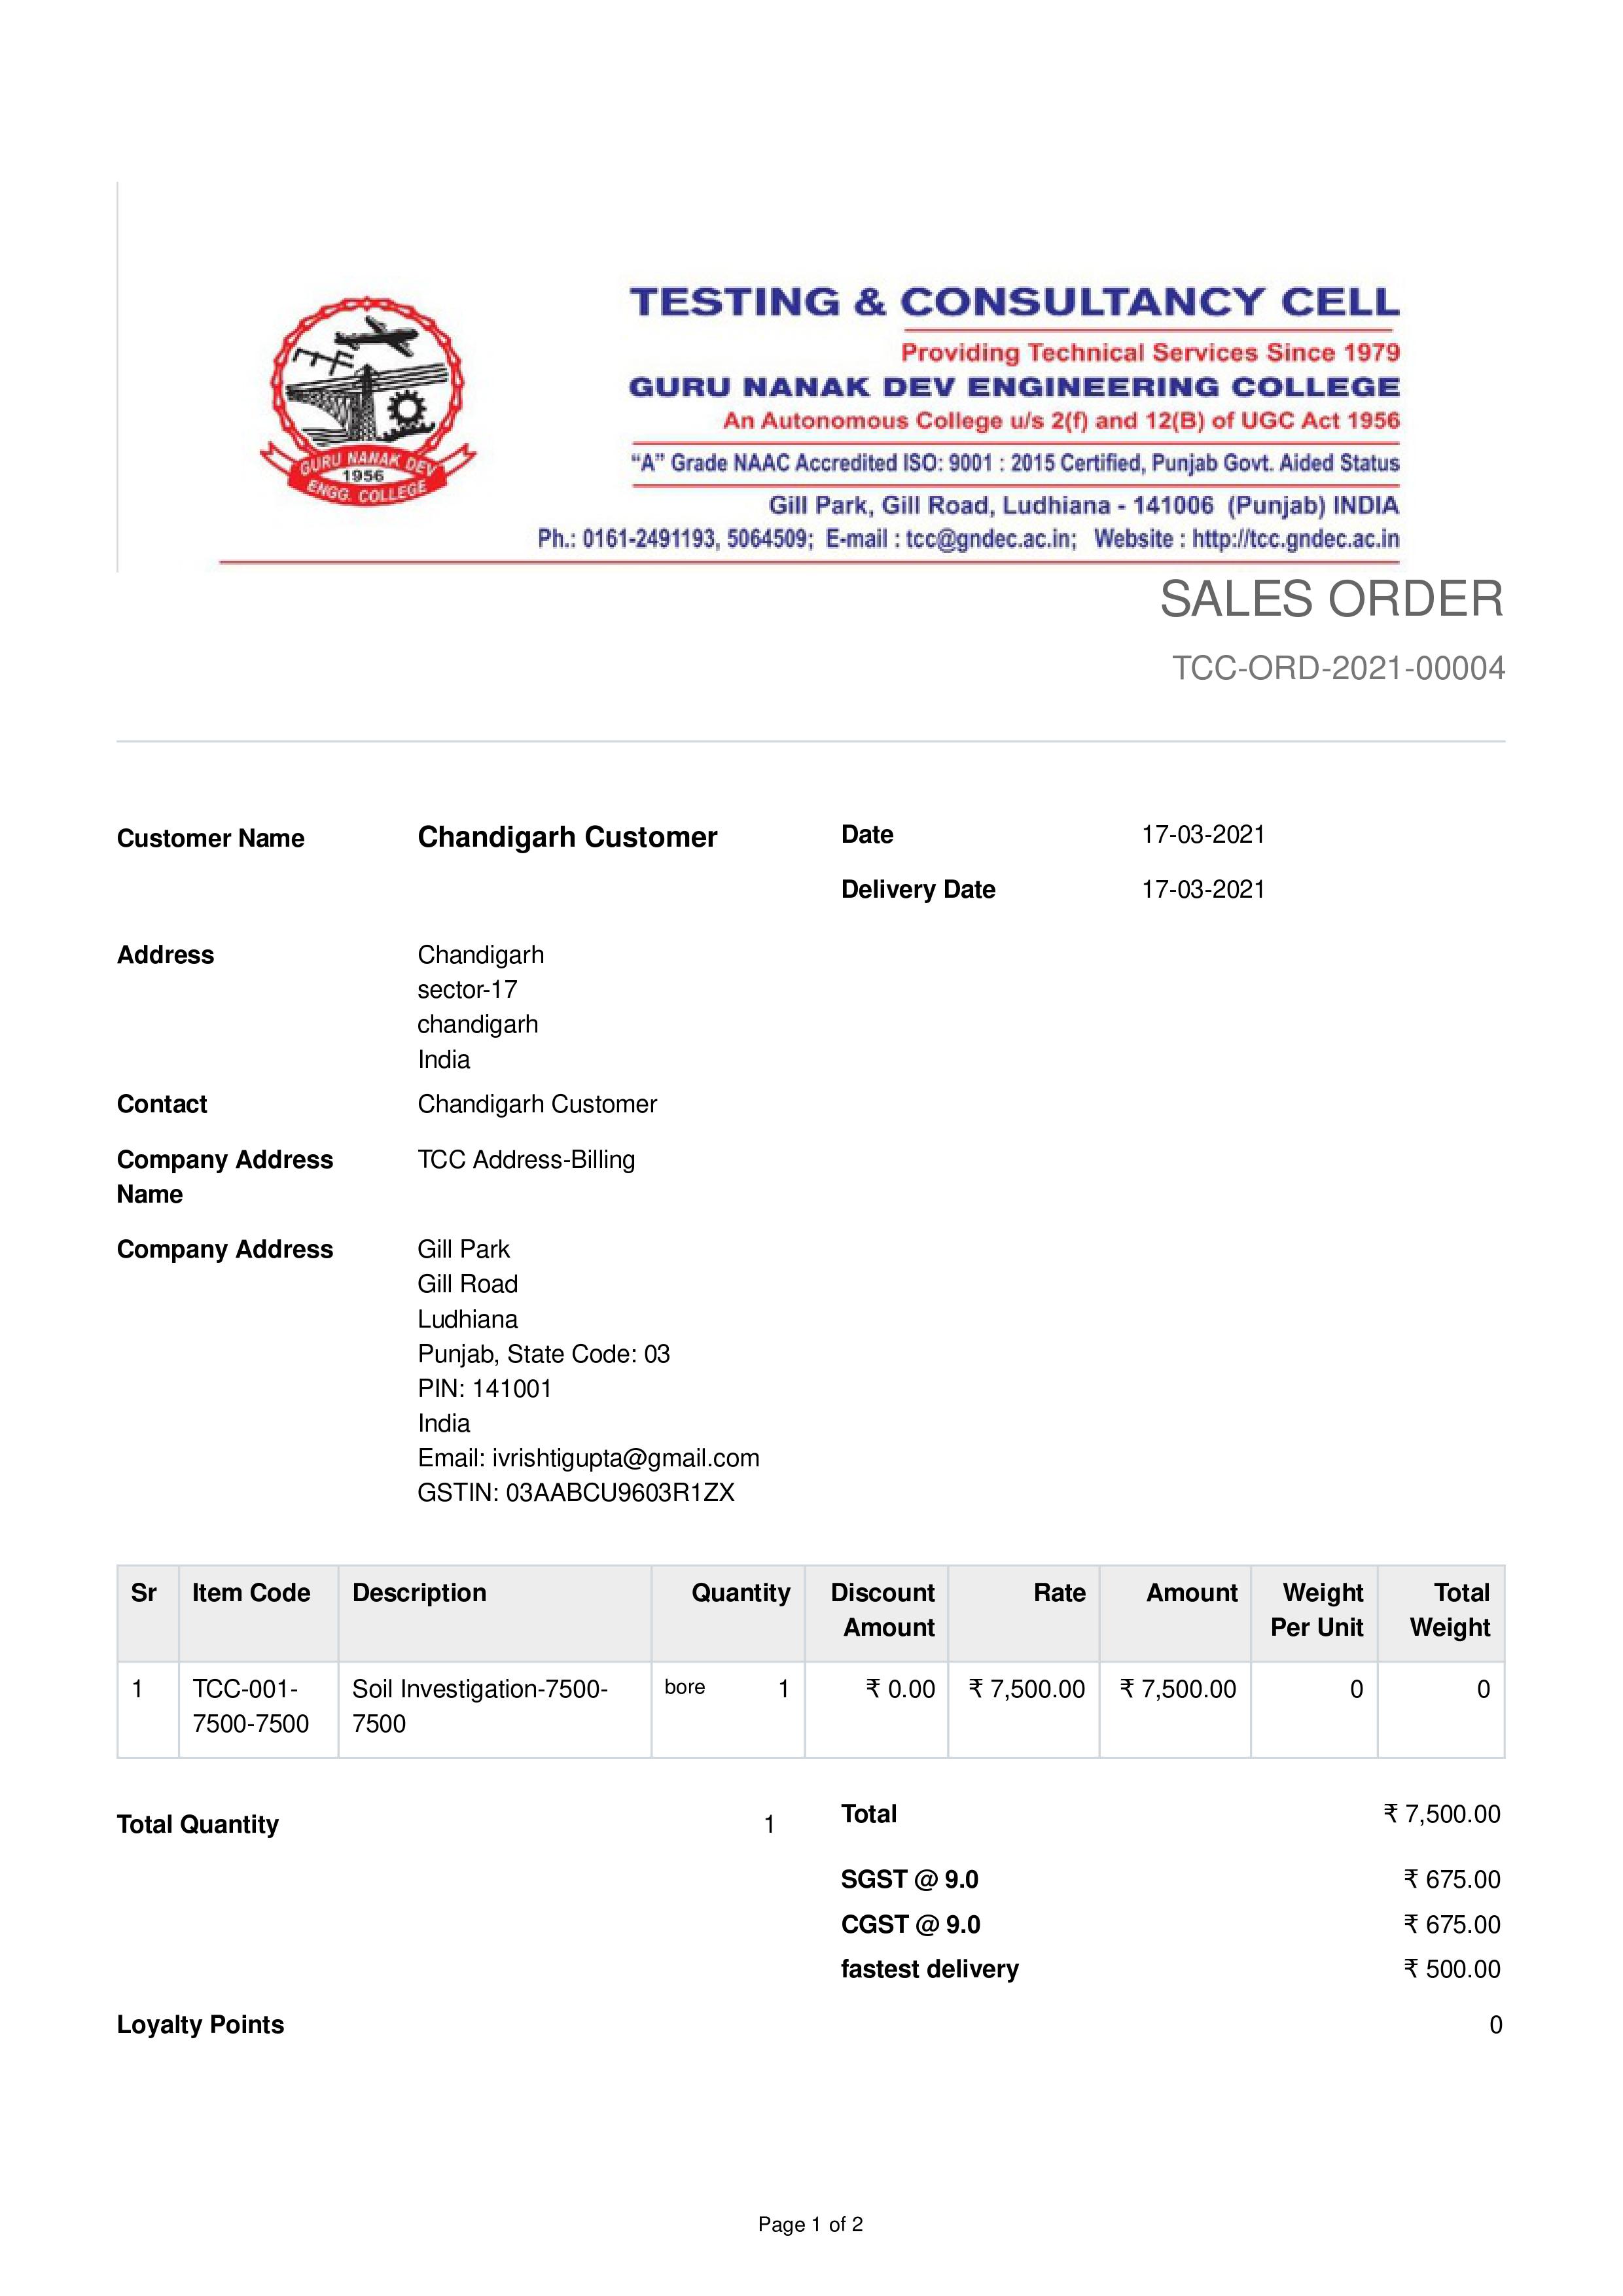 TESTING & CONSULTANCY CELL
Providing Technical Services Since 1979
GURU NANAK DEV ENGINEERING COLLEGE
An Autonomous College u/s 2(f) and 12(B) of UGC Act 1956
“A” Grade NAAC Accredited ISO: 9001 : 2015 Certified, Punjab Govt. Aided Status
Gill Park, Gill Road, Ludhiana - 141006 (Punjab) INDIA
Ph.: 0161-2491193, 5064509; E-mail : tcc@gndec.ac.in; Website : http://tcc.gndec.ac.in
GURU NANAK DEV
1956
ENGG. COLLEGE
SALES ORDER
TCC-ORD-2021-00004
Customer Name Chandigarh Customer
Date 17-03-2021
Delivery Date 17-03-2021
Address Chandigarh
sector-17
chandigarh
India
Contact Chandigarh Customer
Company Address TCC Address-Billing
Name
Company Address Gill Park
Gill Road
Ludhiana
Punjab, State Code: 03
PIN: 141001
India
Email: ivrishtigupta@gmail.com
GSTIN: 03AABCU9603R1ZX
Sr Item Code Description Quantity Discount Rate Amount Weight Total
Amount Per Unit Weight
1 TCC-001- Soil Investigation-7500- bore 1 ₹ 0.00 ₹ 7,500.00 ₹ 7,500.00 0 0
7500-7500 7500
Total Quantity 1
Total ₹ 7,500.00
SGST @ 9.0 ₹ 675.00
CGST @ 9.0 ₹ 675.00
fastest delivery ₹ 500.00
Loyalty Points 0
Page 1 of 2